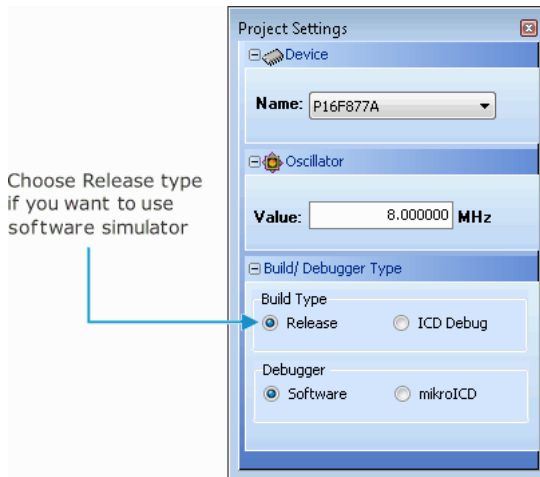 Project Settings
Device
Name: P16F877A
Oscillator
Value: 8.000000 MHz
Choose Release type
if you want to use
software simulator
Build/ Debugger Type
Build Type
Release ICD Debug
Debugger
Software mikroICD